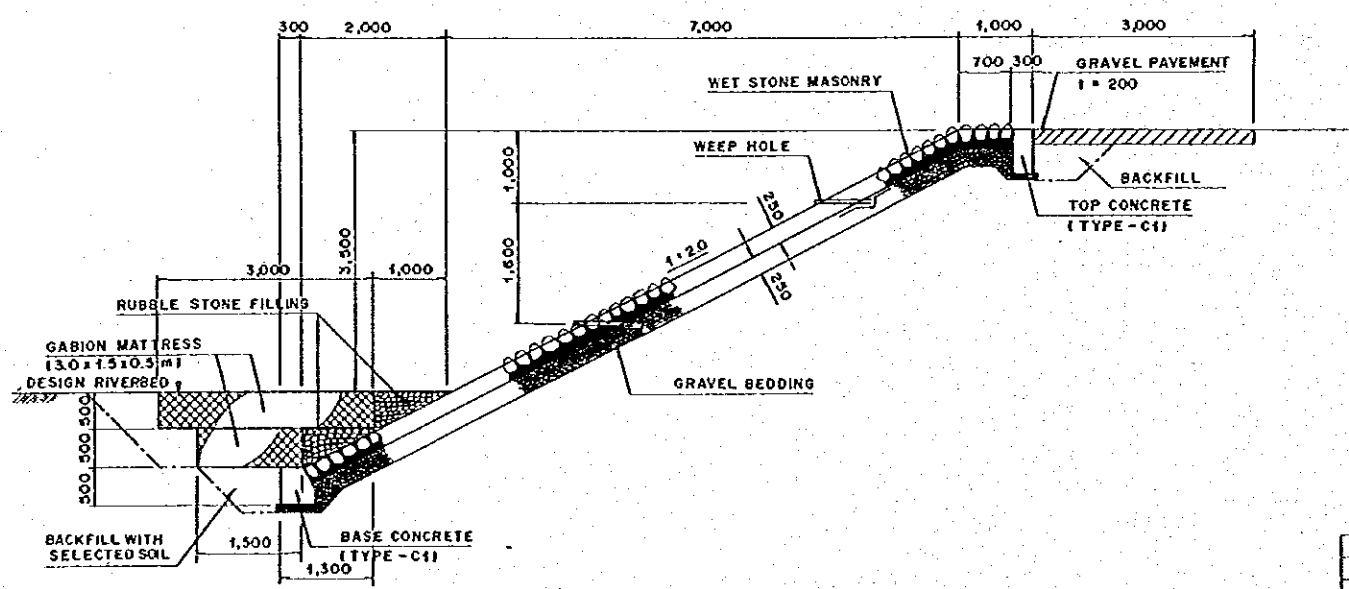 300 2,000 7,000 1,000 3,000
700 300
GRAVEL PAVEMENT
t = 200
WET STONE MASONRY
WEEP HOLE
1,000
BACKFILL
TOP CONCRETE
(TYPE-C1)
250
3,500
1,600
1:2.0
250
3,000 1,000
RUBBLE STONE FILLING
GABION MATTRESS
(3.0 x 1.5 x 0.5 m)
DESIGN RIVERBED
GRAVEL BEDDING
500
500
500
BACKFILL WITH
SELECTED SOIL
1,500
BASE CONCRETE
(TYPE-C1)
1,300